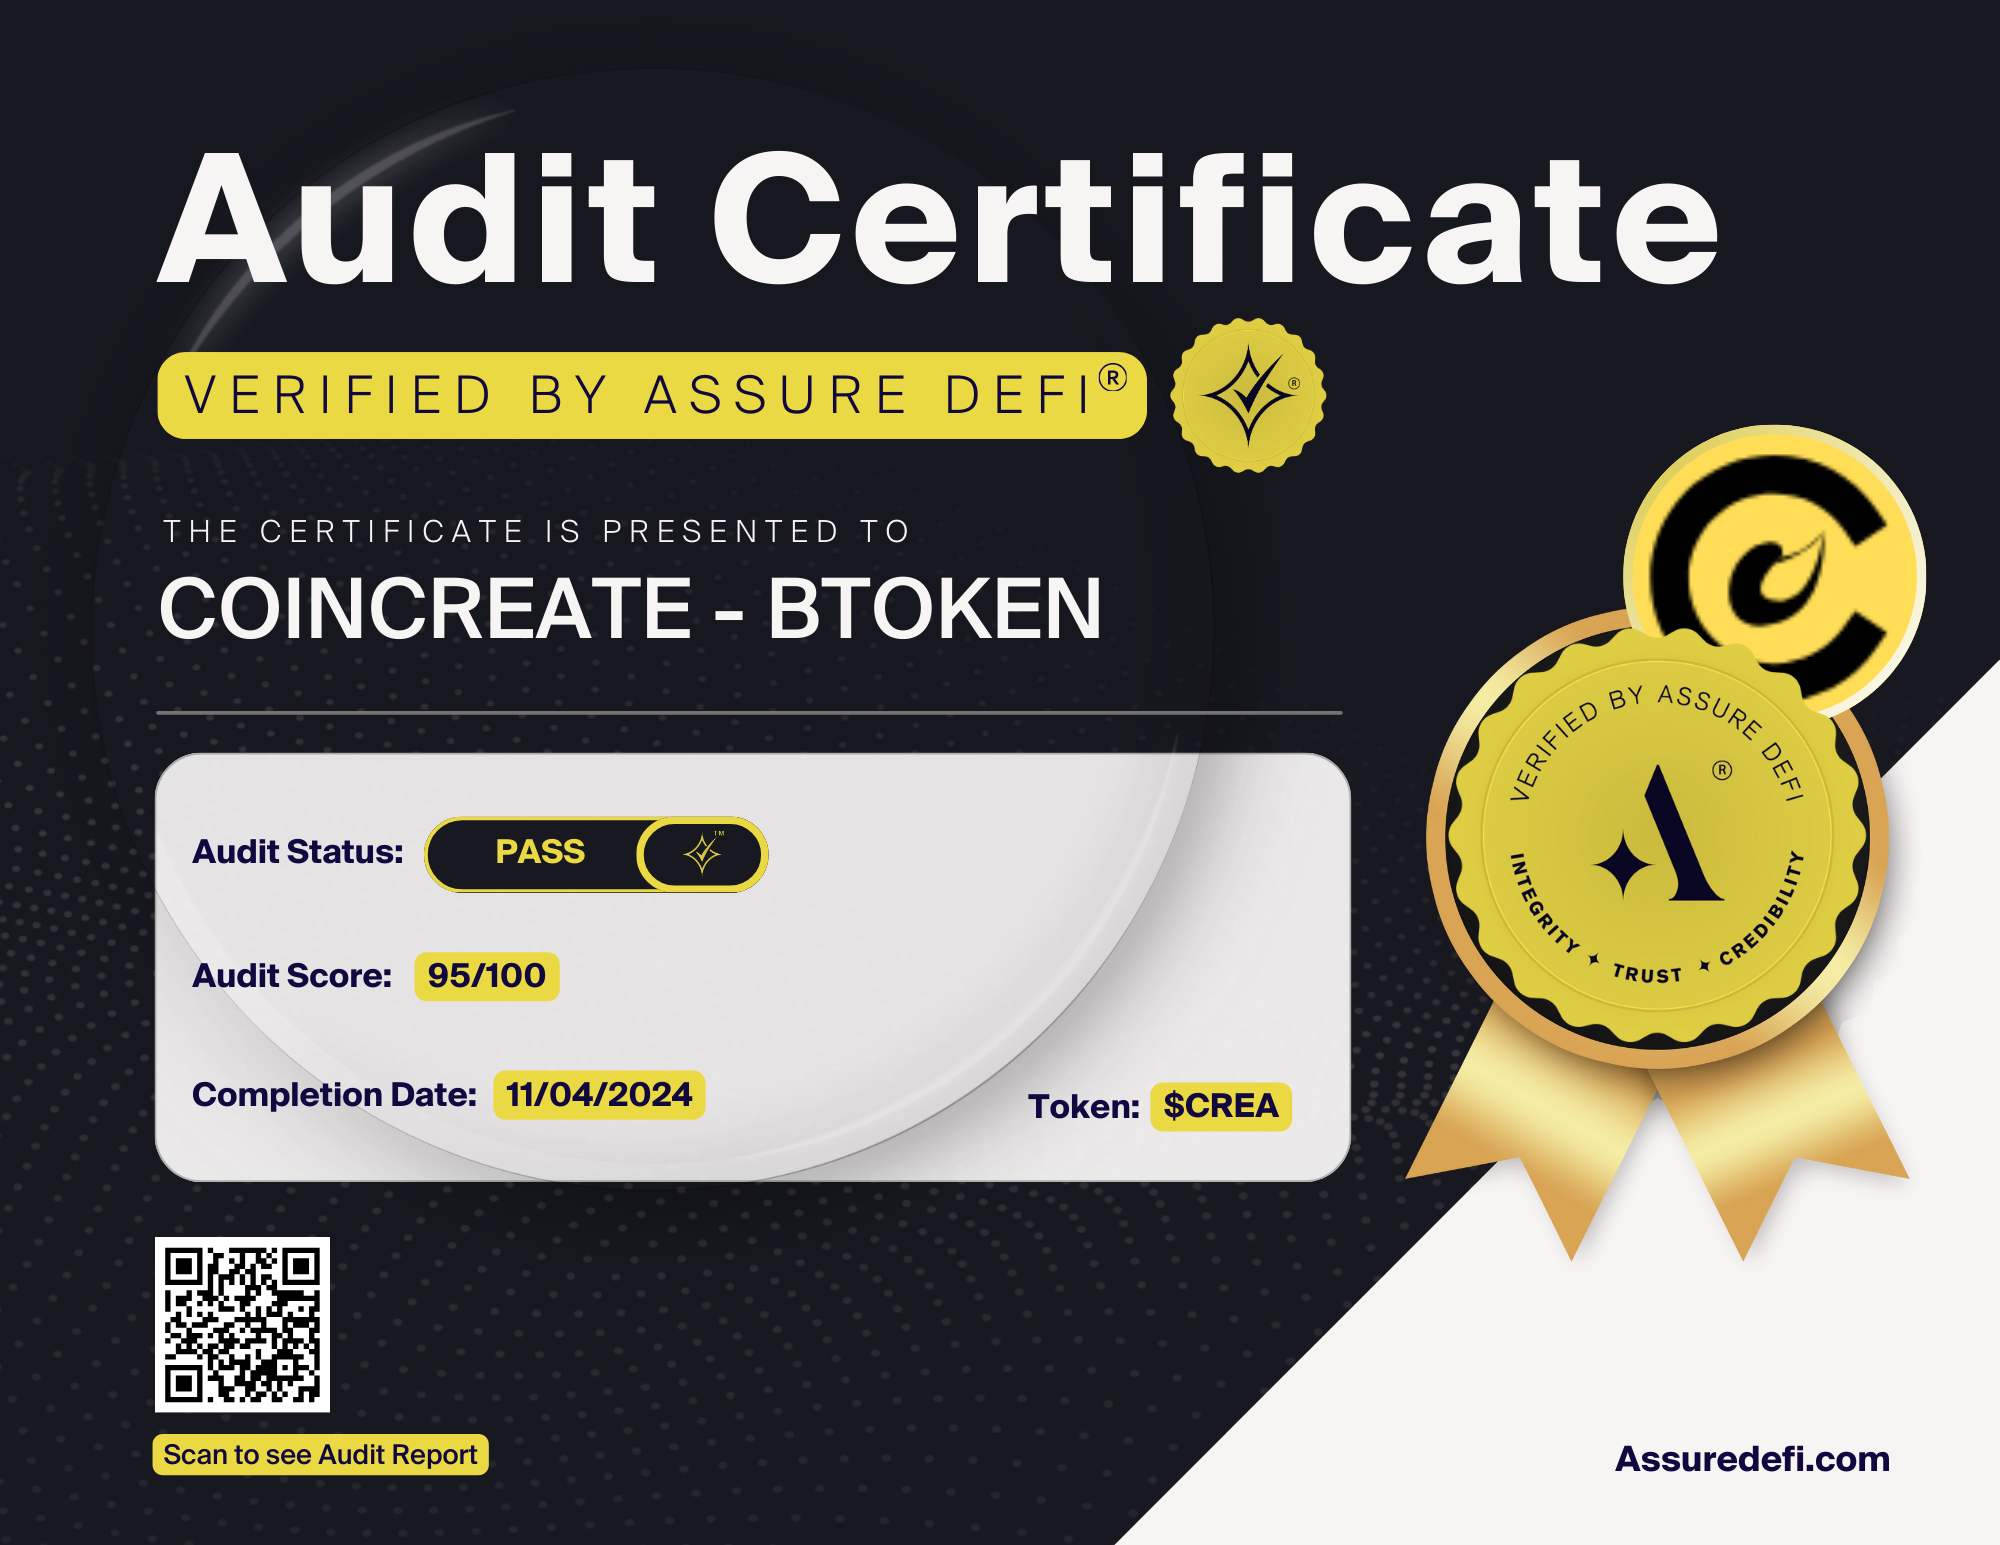 Audit Certificate
VERIFIED BY ASSURE DEFI®
®
THE CERTIFICATE IS PRESENTED TO
COINCREATE - BTOKEN
Audit Status: PASS ™
Audit Score: 95/100
Completion Date: 11/04/2024
Token: $CREA
VERIFIED BY ASSURE DEFI
®
INTEGRITY ✦ TRUST ✦ CREDIBILITY
Scan to see Audit Report
Assuredefi.com